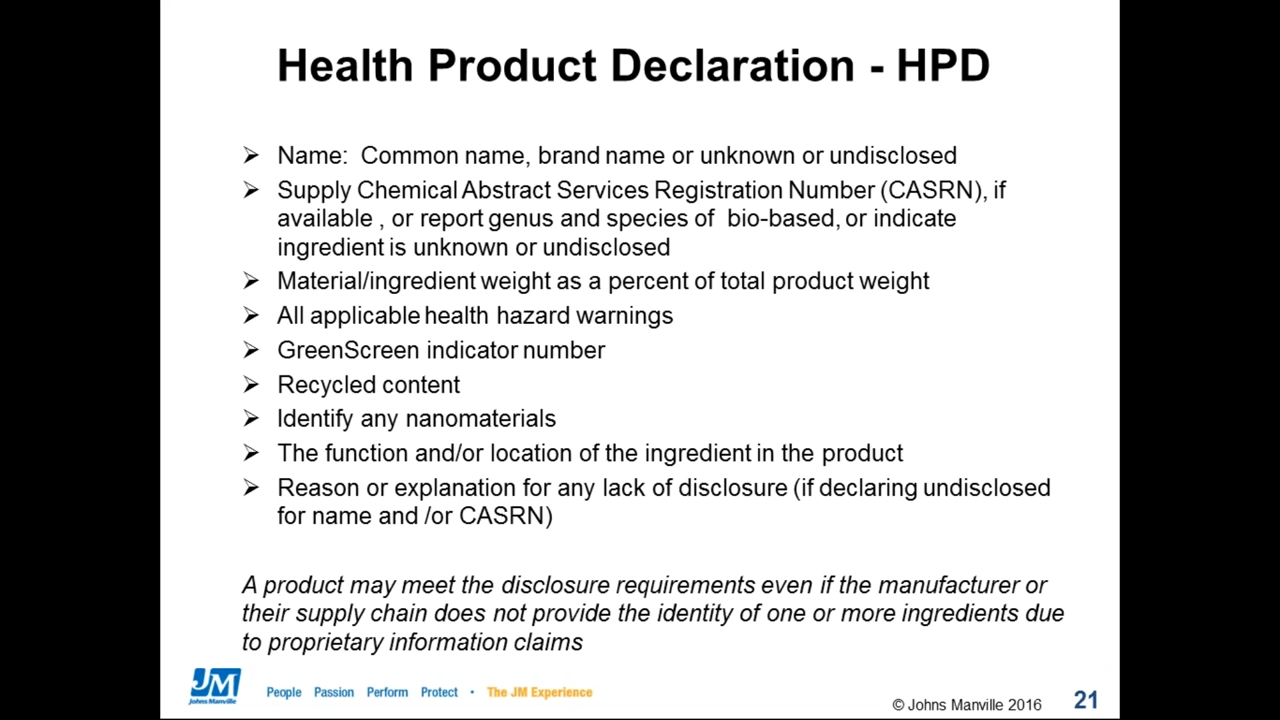 Health Product Declaration - HPD
➢ Name:  Common name, brand name or unknown or undisclosed
➢ Supply Chemical Abstract Services Registration Number (CASRN), if
available , or report genus and species of  bio-based, or indicate
ingredient is unknown or undisclosed
➢ Material/ingredient weight as a percent of total product weight
➢ All applicable health hazard warnings
➢ GreenScreen indicator number
➢ Recycled content
➢ Identify any nanomaterials
➢ The function and/or location of the ingredient in the product
➢ Reason or explanation for any lack of disclosure (if declaring undisclosed
for name and /or CASRN)
A product may meet the disclosure requirements even if the manufacturer or
their supply chain does not provide the identity of one or more ingredients due
to proprietary information claims
JM
Johns Manville
People Passion Perform Protect • The JM Experience
© Johns Manville 2016
21